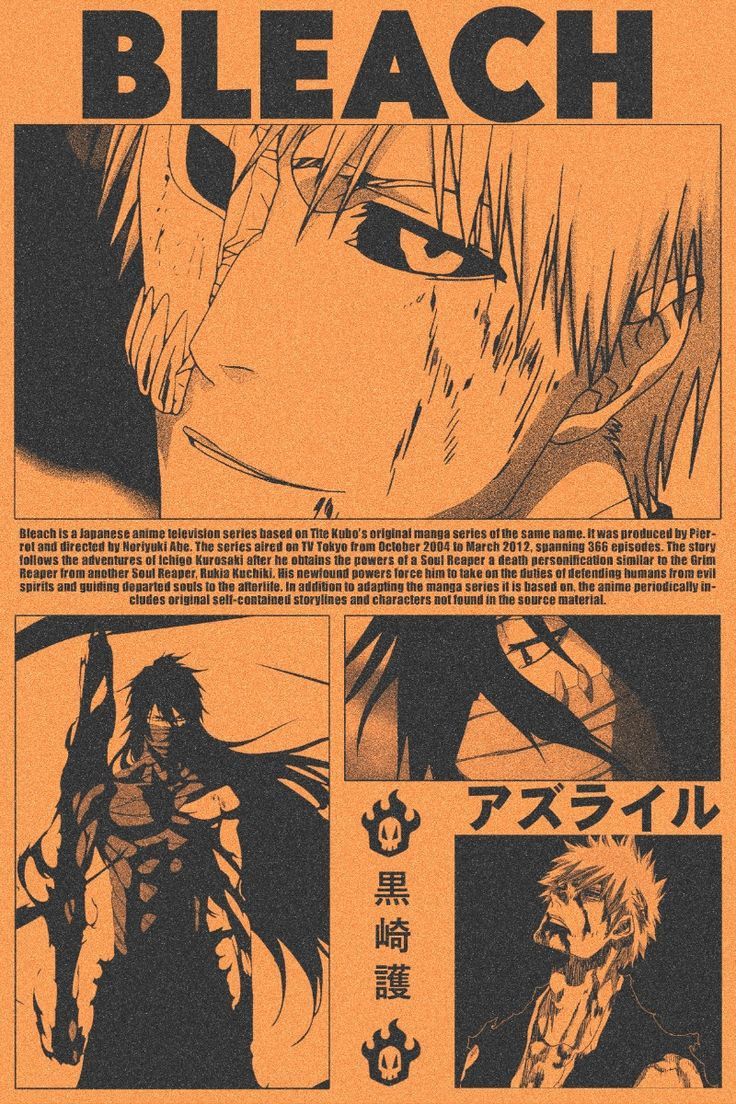 BLEACH
Bleach is a Japanese anime television series based on Tite Kubo's original manga series of the same name. It was produced by Pier-
rot and directed by Noriyuki Abe. The series aired on TV Tokyo from October 2004 to March 2012, spanning 366 episodes. The story
follows the adventures of Ichigo Kurosaki after he obtains the powers of a Soul Reaper a death personification similar to the Grim
Reaper from another Soul Reaper, Rukia Kuchiki. His newfound powers force him to take on the duties of defending humans from evil
spirits and guiding departed souls to the afterlife. In addition to adapting the manga series it is based on, the anime periodically in-
cludes original self-contained storylines and characters not found in the source material.
アズライル
黒崎護